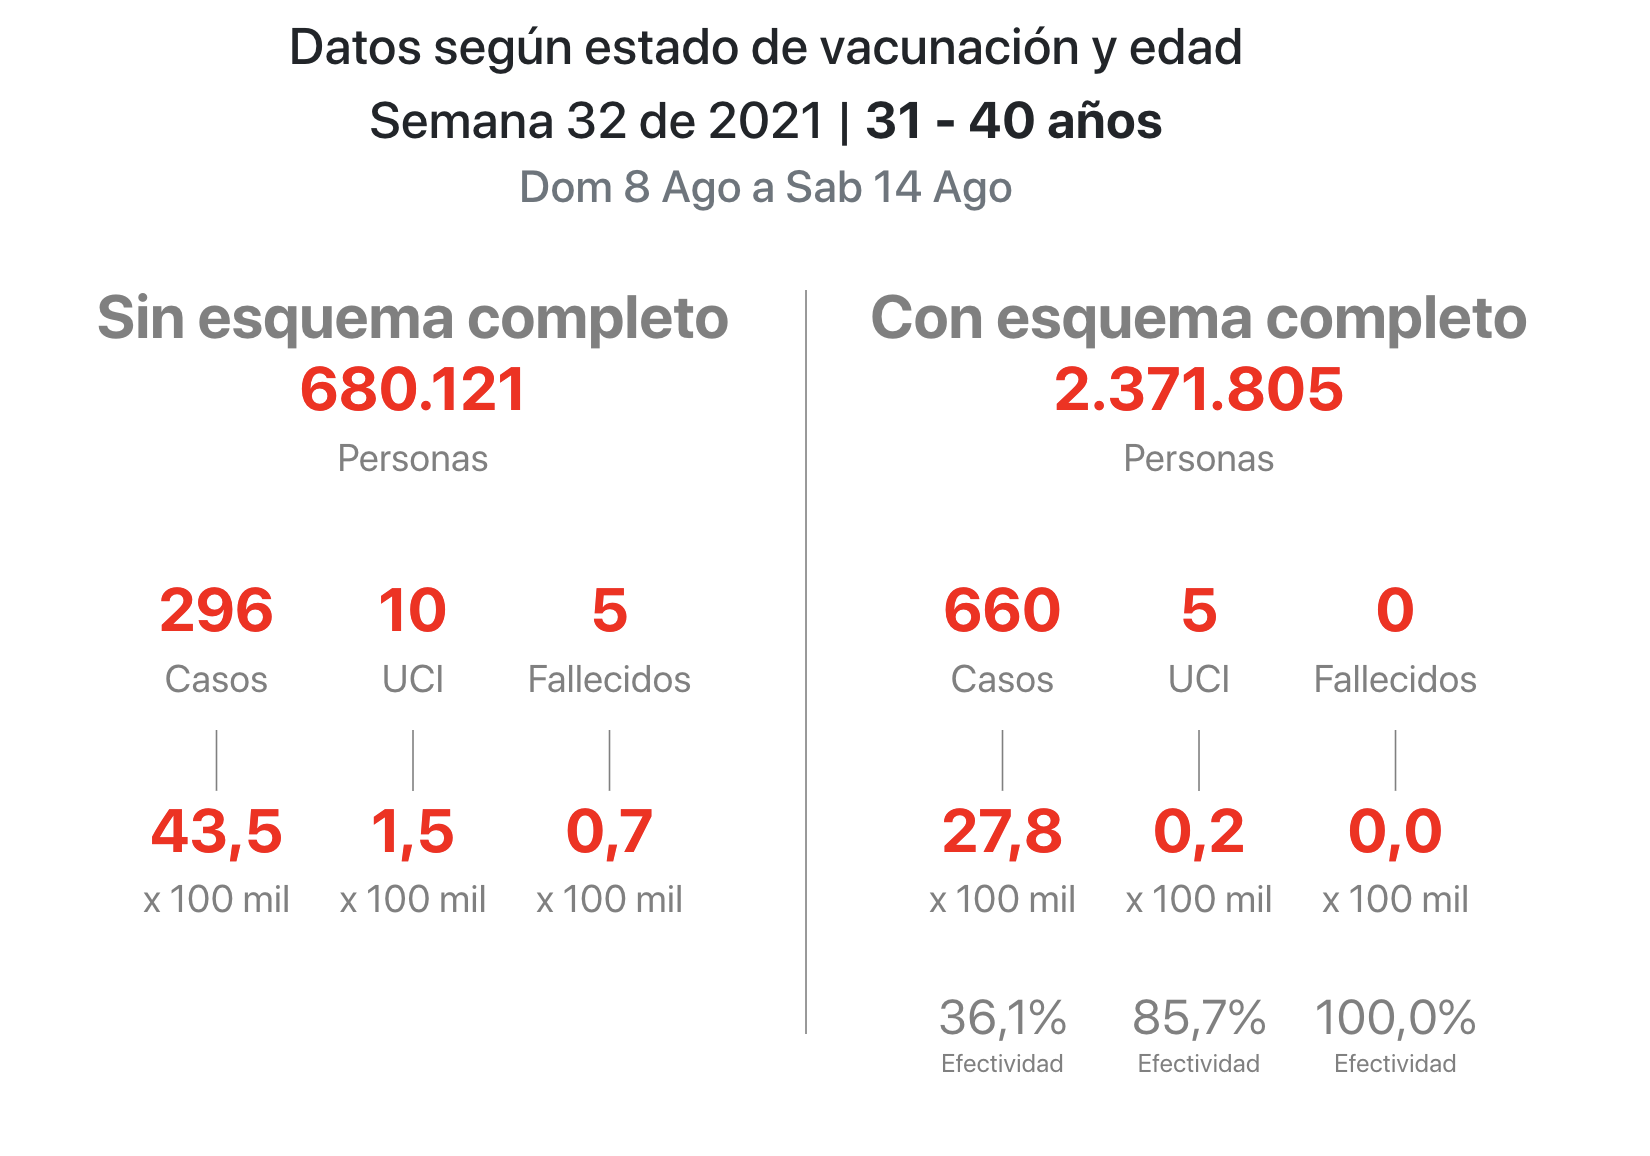 Datos según estado de vacunación y edad
Semana 32 de 2021 | 31 - 40 años
Dom 8 Ago a Sab 14 Ago
Sin esquema completo
680.121
Personas
296 10 5
Casos UCI Fallecidos
43,5 1,5 0,7
x 100 mil x 100 mil x 100 mil
Con esquema completo
2.371.805
Personas
660 5 0
Casos UCI Fallecidos
27,8 0,2 0,0
x 100 mil x 100 mil x 100 mil
36,1% 85,7% 100,0%
Efectividad Efectividad Efectividad